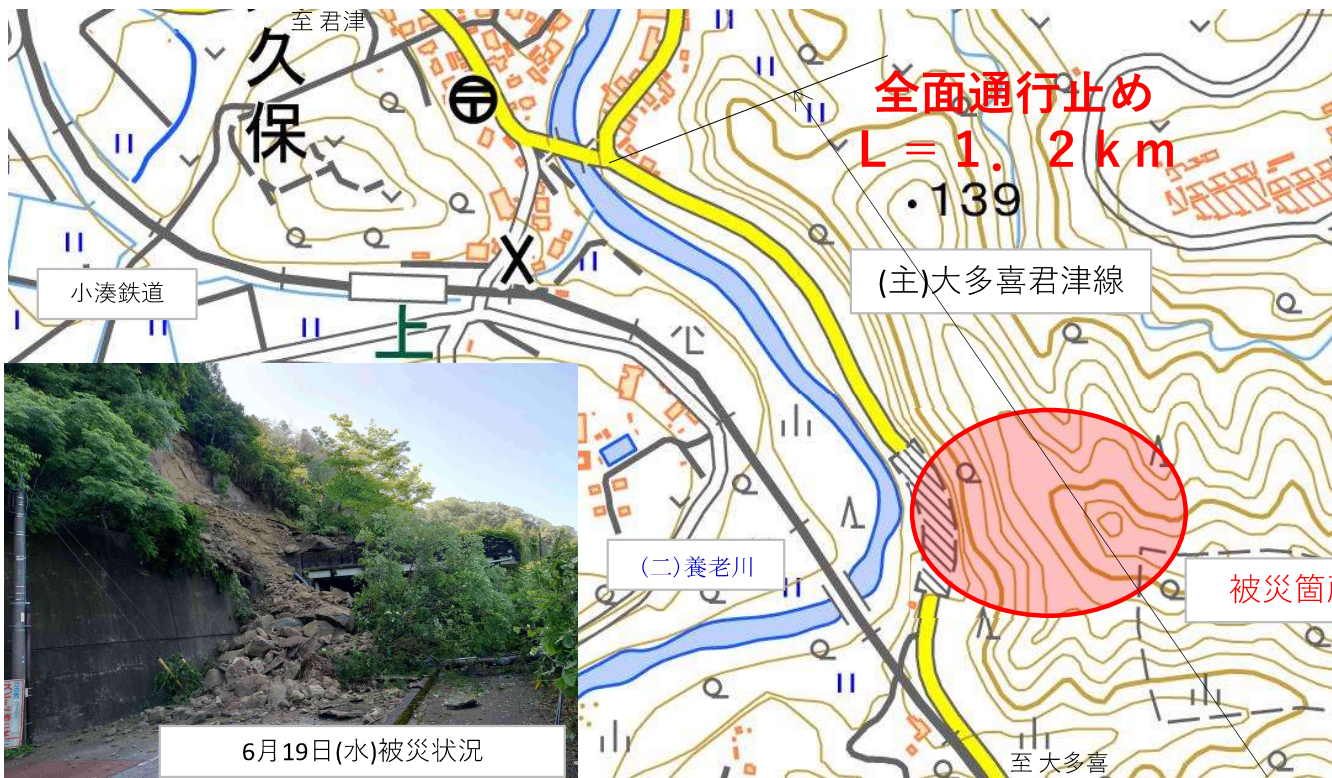 至 君津
久保
全面通行止め
L＝1．2ｋｍ
・139
(主)大多喜君津線
小湊鉄道
上
(二)養老川
被災箇
6月19日(水)被災状況
至 大多喜